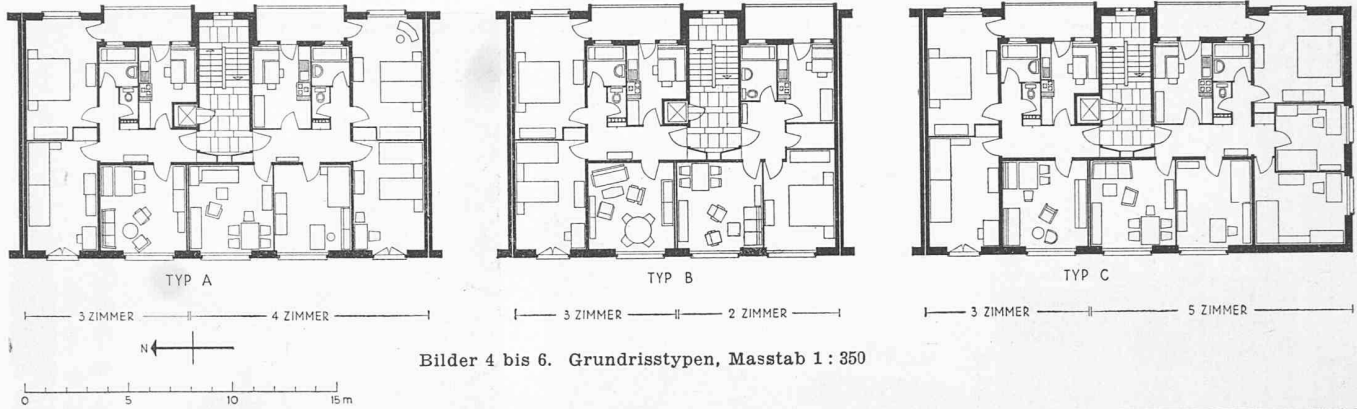 TYP A
TYP B
TYP C
3 ZIMMER 4 ZIMMER
3 ZIMMER 2 ZIMMER
3 ZIMMER 5 ZIMMER
N
Bilder 4 bis 6. Grundrisstypen, Masstab 1 : 350
0 5 10 15 m